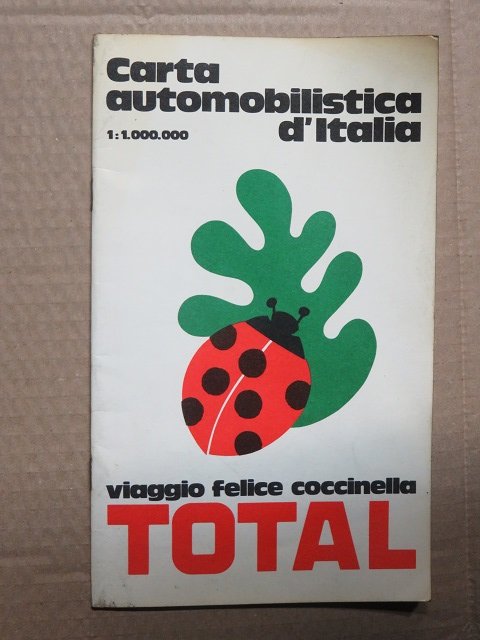 Carta
automobilistica
1:1.000.000 d'Italia
viaggio felice coccinella
TOTAL